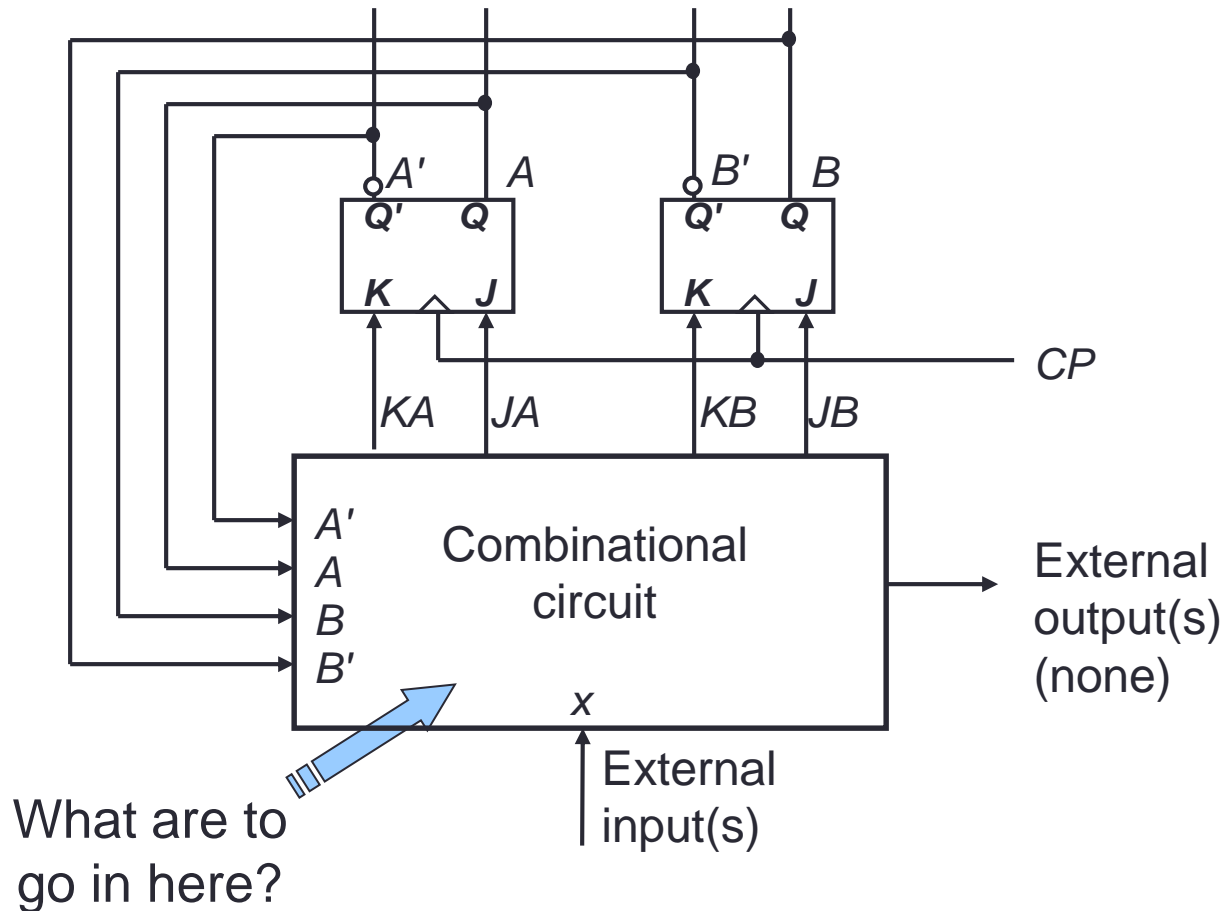 A' A B' B
Q' Q Q' Q
K J K J
CP
KA JA KB JB
A'
A
B
B'
Combinational
circuit
x
External
output(s)
(none)
External
input(s)
What are to
go in here?